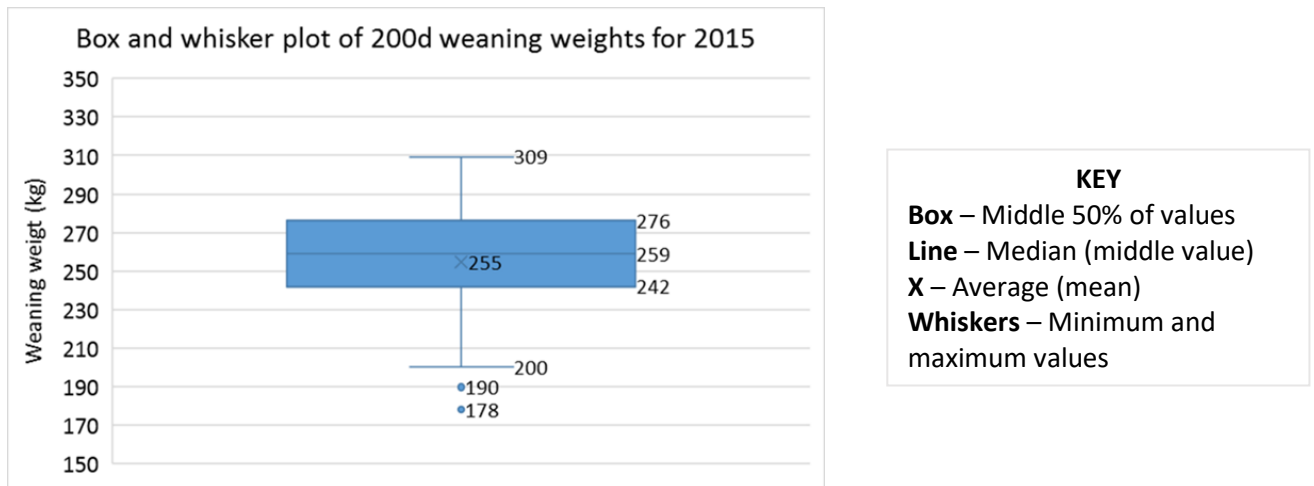 Box and whisker plot of 200d weaning weights for 2015
Weaning weigt (kg)
350
330
310
290
270
250
230
210
190
170
150
309
276
259
255
242
200
190
178
KEY
Box – Middle 50% of values
Line – Median (middle value)
X – Average (mean)
Whiskers – Minimum and
maximum values